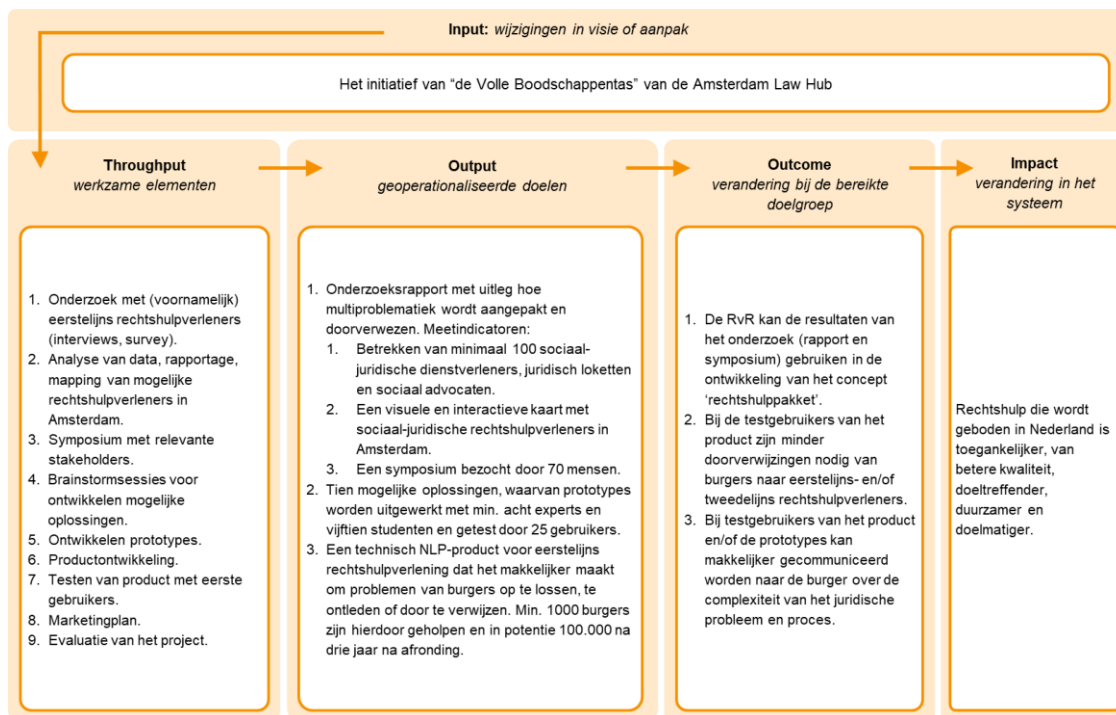 Input: wijzigingen in visie of aanpak
Het initiatief van “de Volle Boodschappentas” van de Amsterdam Law Hub
Throughput
werkzame elementen
1. Onderzoek met (voornamelijk)
eerstelijns rechtshulpverleners
(interviews, survey).
2. Analyse van data, rapportage,
mapping van mogelijke
rechtshulpverleners in
Amsterdam.
3. Symposium met relevante
stakeholders.
4. Brainstormsessies voor
ontwikkelen mogelijke
oplossingen.
5. Ontwikkelen prototypes.
6. Productontwikkeling.
7. Testen van product met eerste
gebruikers.
8. Marketingplan.
9. Evaluatie van het project.
Output
geoperationaliseerde doelen
1. Onderzoeksrapport met uitleg hoe
multiproblematiek wordt aangepakt en
doorverwezen. Meetindicatoren:
1. Betrekken van minimaal 100 sociaal-
juridische dienstverleners, juridisch loketten
en sociaal advocaten.
2. Een visuele en interactieve kaart met
sociaal-juridische rechtshulpverleners in
Amsterdam.
3. Een symposium bezocht door 70 mensen.
2. Tien mogelijke oplossingen, waarvan prototypes
worden uitgewerkt met min. acht experts en
vijftien studenten en getest door 25 gebruikers.
3. Een technisch NLP-product voor eerstelijns
rechtshulpverlening dat het makkelijker maakt
om problemen van burgers op te lossen, te
ontleden of door te verwijzen. Min. 1000 burgers
zijn hierdoor geholpen en in potentie 100.000 na
drie jaar na afronding.
Outcome
verandering bij de bereikte
doelgroep
1. De RvR kan de resultaten van
het onderzoek (rapport en
symposium) gebruiken in de
ontwikkeling van het concept
‘rechtshulppakket’.
2. Bij de testgebruikers van het
product zijn minder
doorverwijzingen nodig van
burgers naar eerstelijns- en/of
tweedelijns rechtshulpverleners.
3. Bij testgebruikers van het product
en/of de prototypes kan
makkelijker gecommuniceerd
worden naar de burger over de
complexiteit van het juridische
probleem en proces.
Impact
verandering in het
systeem
Rechtshulp die wordt
geboden in Nederland is
toegankelijker, van
betere kwaliteit,
doeltreffender,
duurzamer en
doelmatiger.